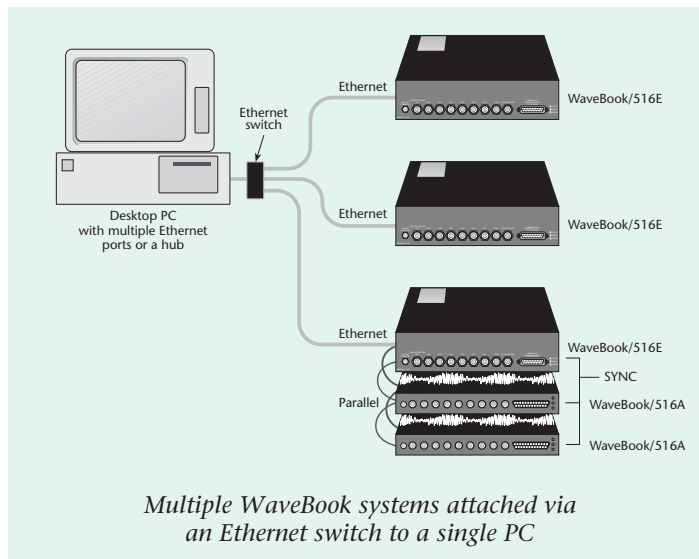 Ethernet
WaveBook/516E
Ethernet
switch
Ethernet
WaveBook/516E
Desktop PC
with multiple Ethernet
ports or a hub
Ethernet
WaveBook/516E
SYNC
Parallel
WaveBook/516A
WaveBook/516A
Multiple WaveBook systems attached via
an Ethernet switch to a single PC